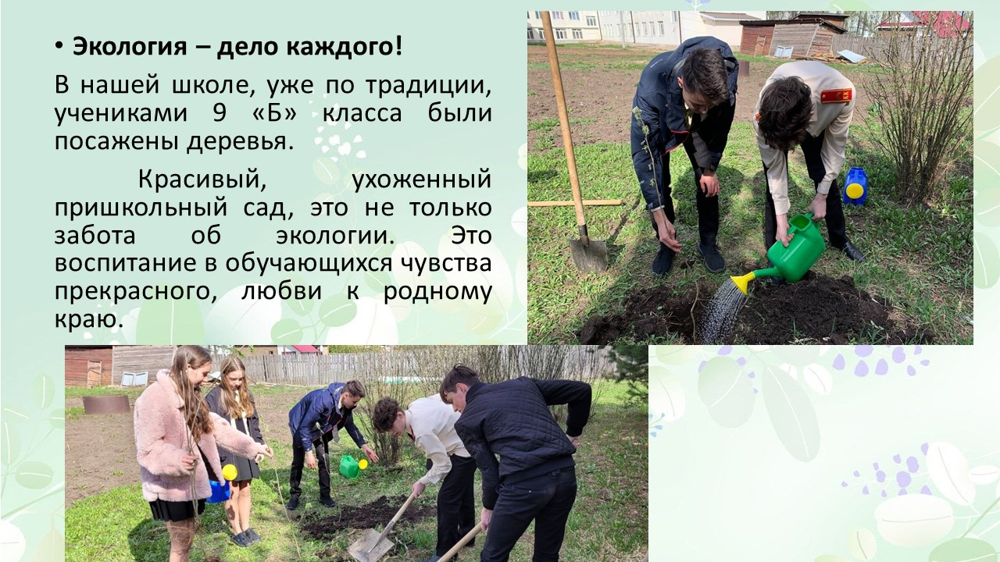 • Экология – дело каждого!
В нашей школе, уже по традиции,
учениками 9 «Б» класса были
посажены деревья.
Красивый, ухоженный
пришкольный сад, это не только
забота об экологии. Это
воспитание в обучающихся чувства
прекрасного, любви к родному
краю.
КК